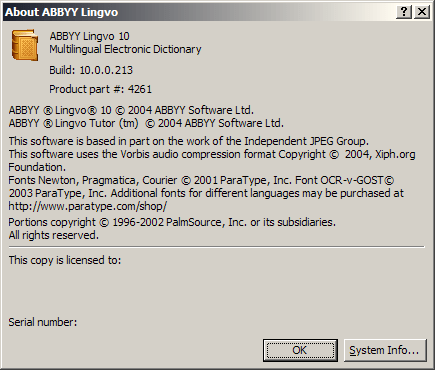 About ABBYY Lingvo
ABBYY Lingvo 10
Multilingual Electronic Dictionary
Build: 10.0.0.213
Product part #: 4261
ABBYY ® Lingvo® 10 © 2004 ABBYY Software Ltd.
ABBYY ® Lingvo Tutor (tm) © 2004 ABBYY Software Ltd.
This software is based in part on the work of the Independent JPEG Group.
This software uses the Vorbis audio compression format Copyright © 2004, Xiph.org
Foundation.
Fonts Newton, Pragmatica, Courier © 2001 ParaType, Inc. Font OCR-v-GOST©
2003 ParaType, Inc. Additional fonts for different languages may be purchased at
http://www.paratype.com/shop/
Portions copyright © 1996-2002 PalmSource, Inc. or its subsidiaries.
All rights reserved.
This copy is licensed to:
Serial number:
OK
System Info...